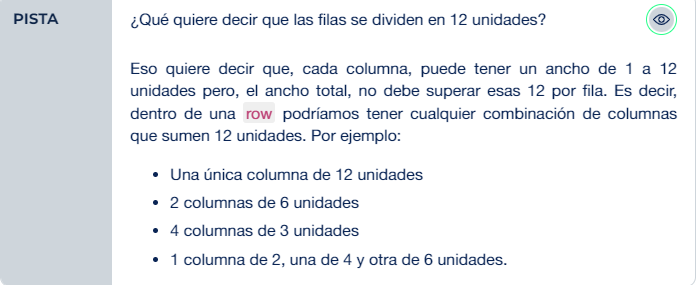 PISTA
¿Qué quiere decir que las filas se dividen en 12 unidades?
Eso quiere decir que, cada columna, puede tener un ancho de 1 a 12
unidades pero, el ancho total, no debe superar esas 12 por fila. Es decir,
dentro de una row podríamos tener cualquier combinación de columnas
que sumen 12 unidades. Por ejemplo:
• Una única columna de 12 unidades
• 2 columnas de 6 unidades
• 4 columnas de 3 unidades
• 1 columna de 2, una de 4 y otra de 6 unidades.